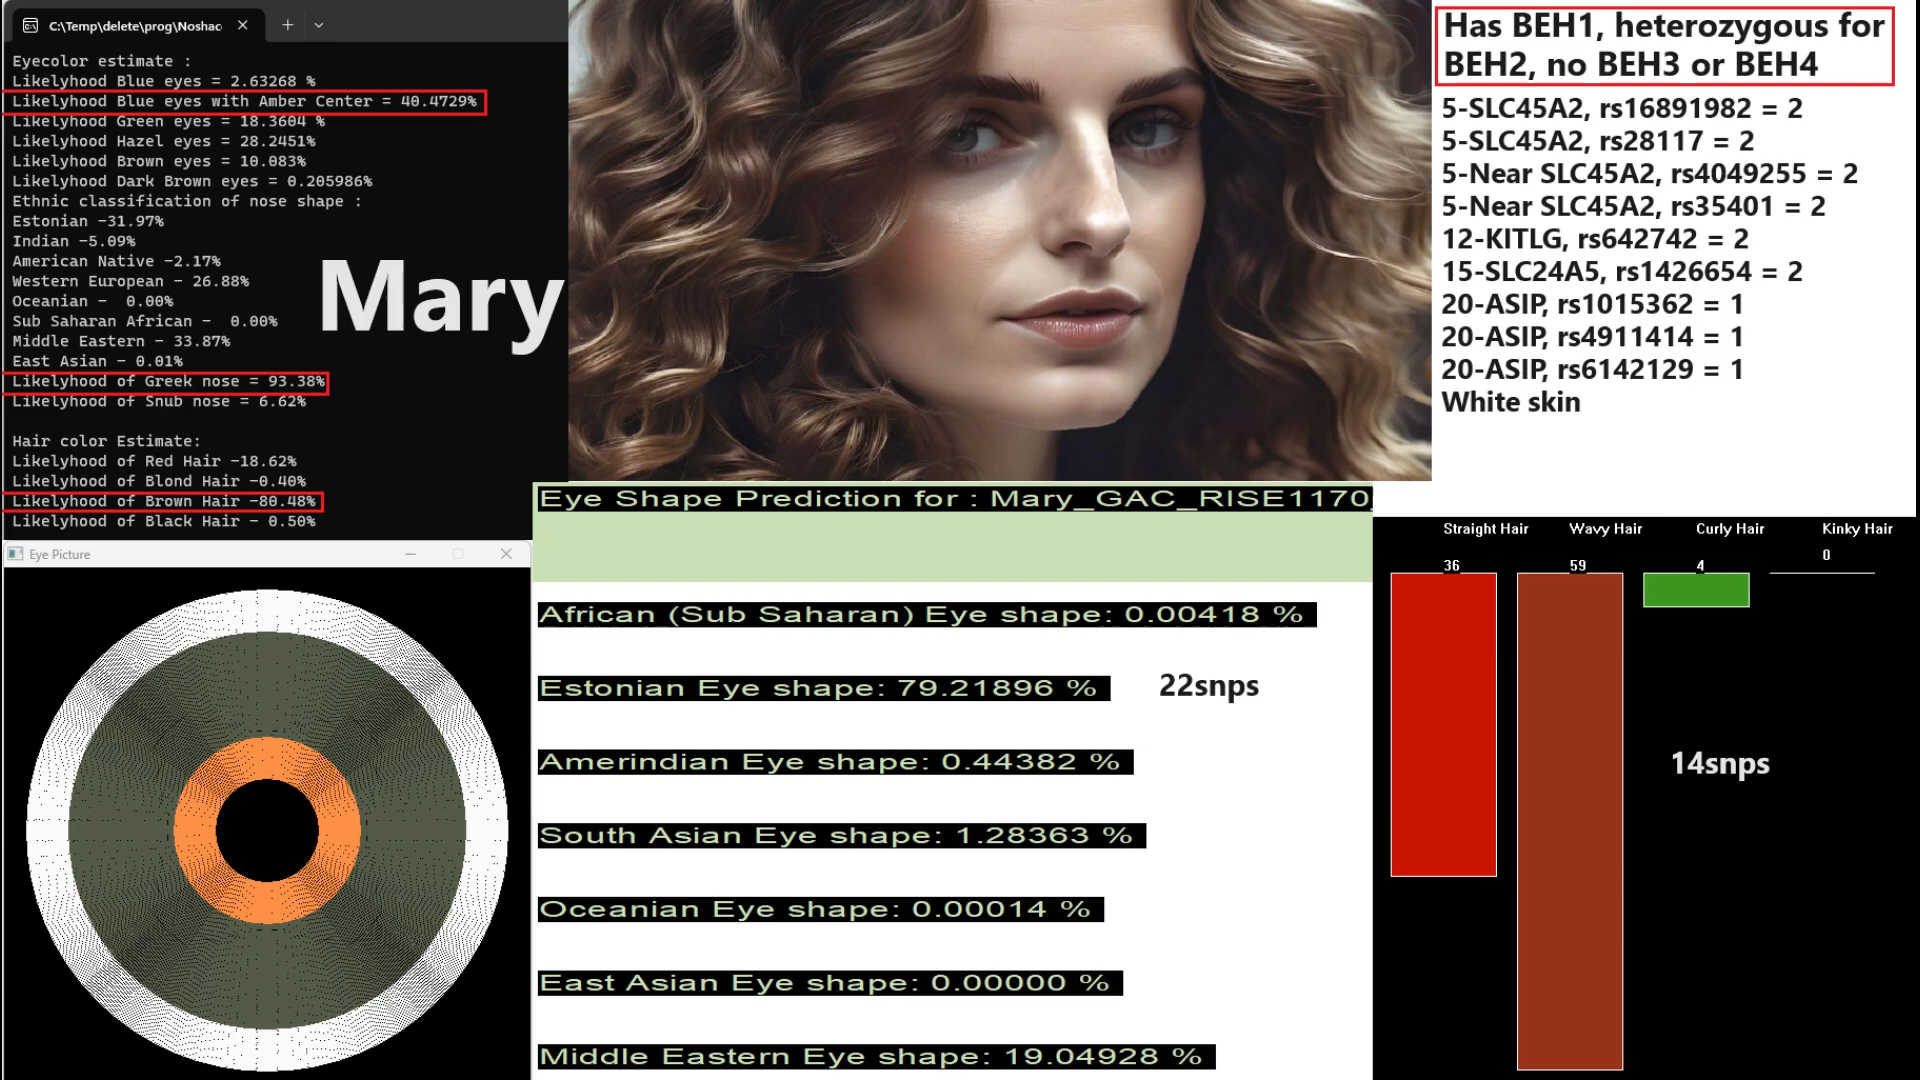 C:\Temp\delete\prog\Noshao
Eyecolor estimate :
Likelyhood Blue eyes = 2.63268 %
Likelyhood Blue eyes with Amber Center = 40.4729%
Likelyhood Green eyes = 18.3604 %
Likelyhood Hazel eyes = 28.2451%
Likelyhood Brown eyes = 10.083%
Likelyhood Dark Brown eyes = 0.205986%
Ethnic classification of nose shape :
Estonian -31.97%
Indian -5.09%
American Native -2.17%
Western European - 26.88%
Oceanian -  0.00%
Sub Saharan African -  0.00%
Middle Eastern - 33.87%
East Asian - 0.01%
Likelyhood of Greek nose = 93.38%
Likelyhood of Snub nose = 6.62%
Hair color Estimate:
Likelyhood of Red Hair -18.62%
Likelyhood of Blond Hair -0.40%
Likelyhood of Brown Hair -80.48%
Likelyhood of Black Hair - 0.50%
Mary
Has BEH1, heterozygous for
BEH2, no BEH3 or BEH4
5-SLC45A2, rs16891982 = 2
5-SLC45A2, rs28117 = 2
5-Near SLC45A2, rs4049255 = 2
5-Near SLC45A2, rs35401 = 2
12-KITLG, rs642742 = 2
15-SLC24A5, rs1426654 = 2
20-ASIP, rs1015362 = 1
20-ASIP, rs4911414 = 1
20-ASIP, rs6142129 = 1
White skin
Eye Picture
Eye Shape Prediction for : Mary_GAC_RISE1170_
African (Sub Saharan) Eye shape: 0.00418 %
Estonian Eye shape: 79.21896 %
22snps
Amerindian Eye shape: 0.44382 %
South Asian Eye shape: 1.28363 %
Oceanian Eye shape: 0.00014 %
East Asian Eye shape: 0.00000 %
Middle Eastern Eye shape: 19.04928 %
Straight Hair Wavy Hair Curly Hair Kinky Hair
36 59 4 0
14snps